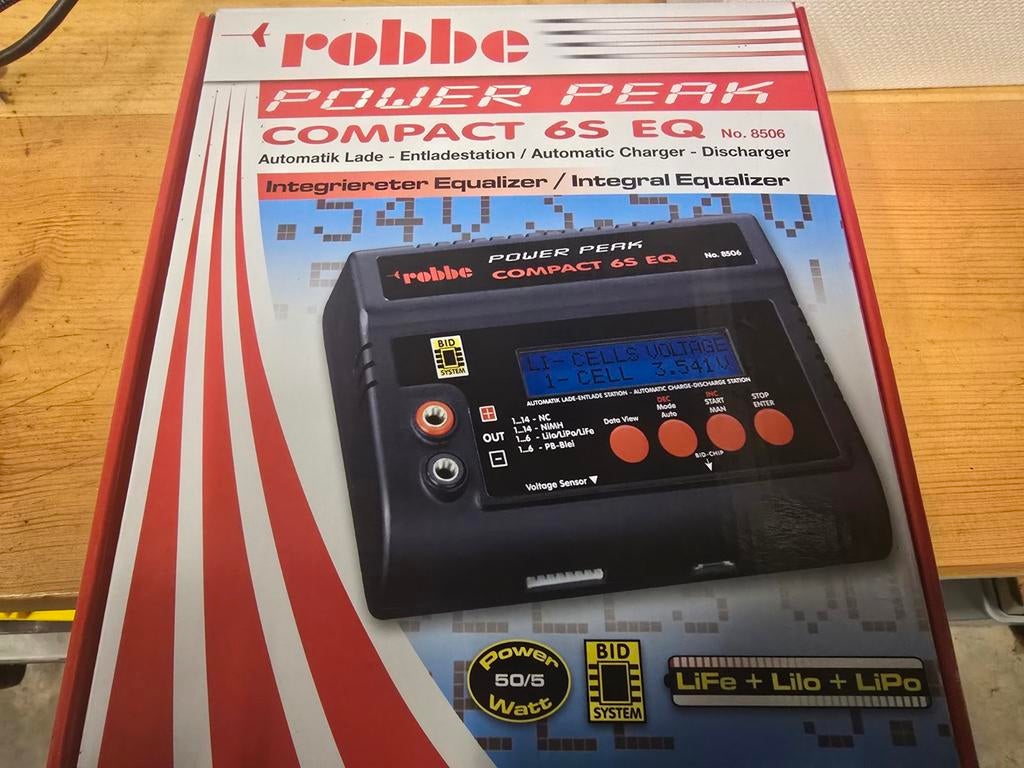 robbe
POWER PEAK
COMPACT 6S EQ No. 8506
Automatik Lade - Entladestation / Automatic Charger - Discharger
Integriereter Equalizer / Integral Equalizer
.54V 3.54V
POWER PEAK
robbe COMPACT 6S EQ No. 8506
BID
SYSTEM
LI- CELLS VOLTAGE
1- CELL 3.541V
AUTOMATIK LADE-ENTLADE STATION - AUTOMATIC CHARGE-DISCHARGE STATION
+
OUT
-
1...14 - NC
1...14 - NiMH
1...6 - LiIo/LiPo/LiFe
1...6 - PB-Blei
Data View
DEC
Mode
Auto
INC
START
MAN
STOP
ENTER
BID-CHIP
Voltage Sensor
Power
50/5
Watt
BID
SYSTEM
LiFe + LiIo + LiPo